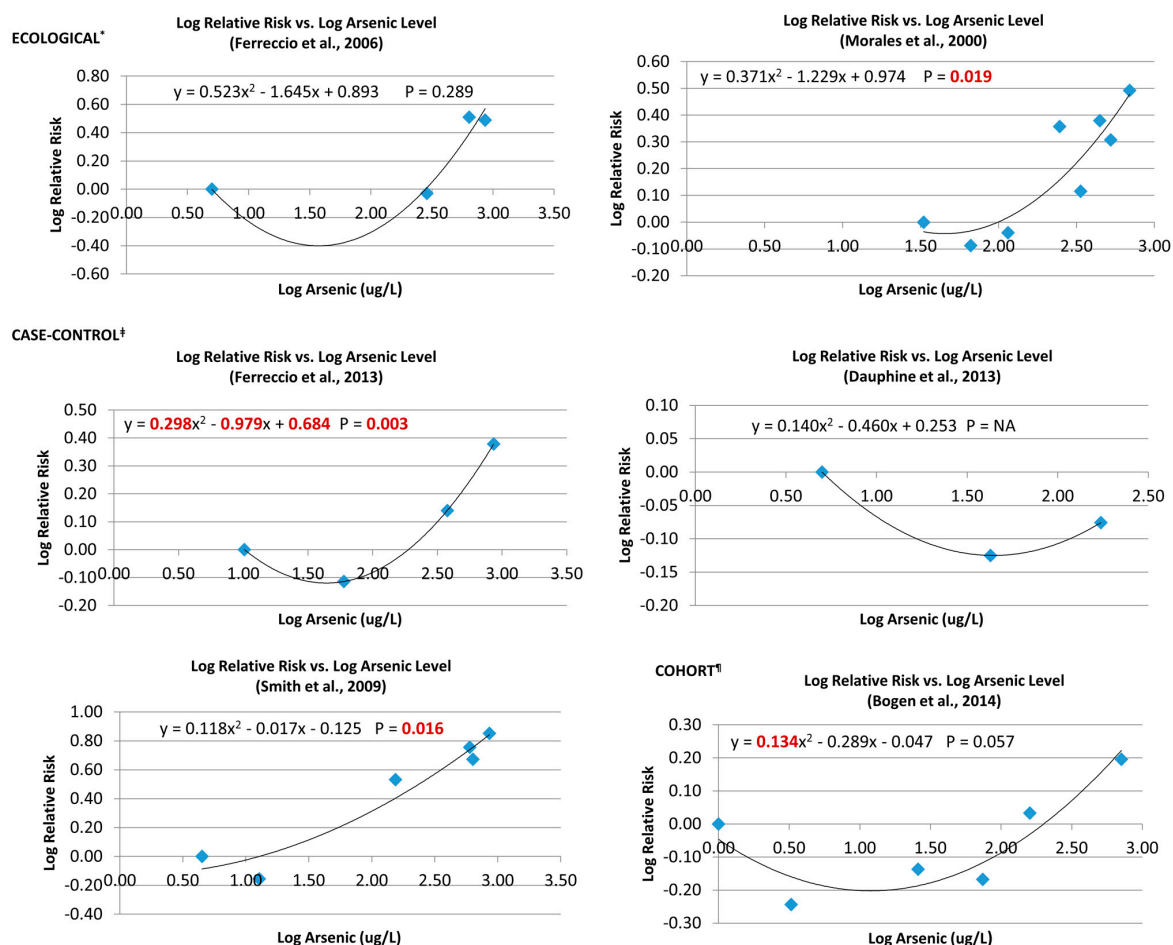 ECOLOGICAL*
Log Relative Risk vs. Log Arsenic Level
(Ferreccio et al., 2006)
y = 0.523x² - 1.645x + 0.893 P = 0.289
Log Relative Risk
0.80
0.60
0.40
0.20
0.00
-0.20
-0.40
-0.60
0.00 0.50 1.00 1.50 2.00 2.50 3.00 3.50
Log Arsenic (ug/L)
Log Relative Risk vs. Log Arsenic Level
(Morales et al., 2000)
y = 0.371x² - 1.229x + 0.974 P = 0.019
Log Relative Risk
0.60
0.50
0.40
0.30
0.20
0.10
0.00
-0.10
-0.20
0.00 0.50 1.00 1.50 2.00 2.50 3.00
Log Arsenic (ug/L)
CASE-CONTROL‡
Log Relative Risk vs. Log Arsenic Level
(Ferreccio et al., 2013)
y = 0.298x² - 0.979x + 0.684 P = 0.003
Log Relative Risk
0.50
0.40
0.30
0.20
0.10
0.00
-0.10
-0.20
0.00 0.50 1.00 1.50 2.00 2.50 3.00 3.50
Log Arsenic (ug/L)
Log Relative Risk vs. Log Arsenic Level
(Dauphine et al., 2013)
y = 0.140x² - 0.460x + 0.253 P = NA
Log Relative Risk
0.10
0.05
0.00
-0.05
-0.10
-0.15
-0.20
0.00 0.50 1.00 1.50 2.00 2.50
Log Arsenic (ug/L)
Log Relative Risk vs. Log Arsenic Level
(Smith et al., 2009)
y = 0.118x² - 0.017x - 0.125 P = 0.016
Log Relative Risk
1.00
0.80
0.60
0.40
0.20
0.00
-0.20
-0.40
0.00 0.50 1.00 1.50 2.00 2.50 3.00 3.50
Log Arsenic (ug/L)
COHORT¶
Log Relative Risk vs. Log Arsenic Level
(Bogen et al., 2014)
y = 0.134x² - 0.289x - 0.047 P = 0.057
Log Relative Risk
0.30
0.20
0.10
0.00
-0.10
-0.20
-0.30
0.00 0.50 1.00 1.50 2.00 2.50 3.00
Log Arsenic (ug/L)